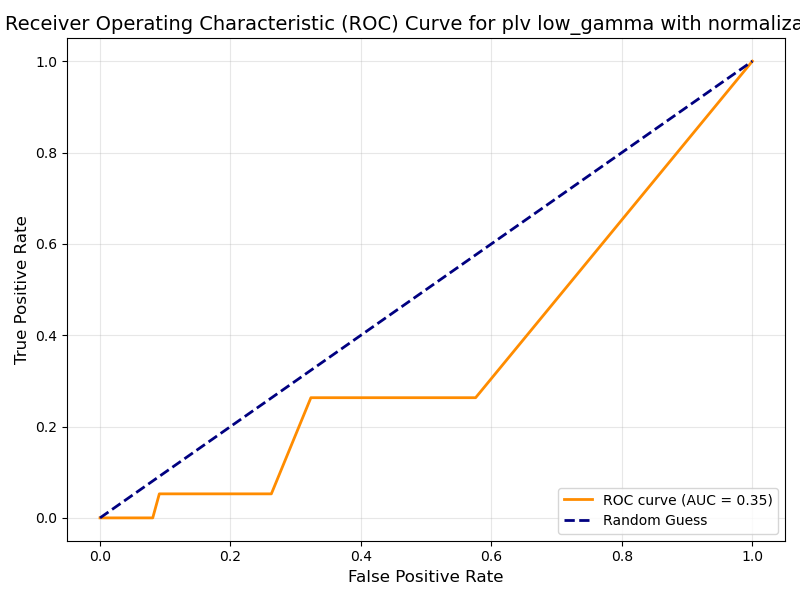 Receiver Operating Characteristic (ROC) Curve for plv low_gamma with normaliza
1.0
0.8
0.6
0.4
0.2
0.0
True Positive Rate
0.0 0.2 0.4 0.6 0.8 1.0
False Positive Rate
ROC curve (AUC = 0.35)
Random Guess